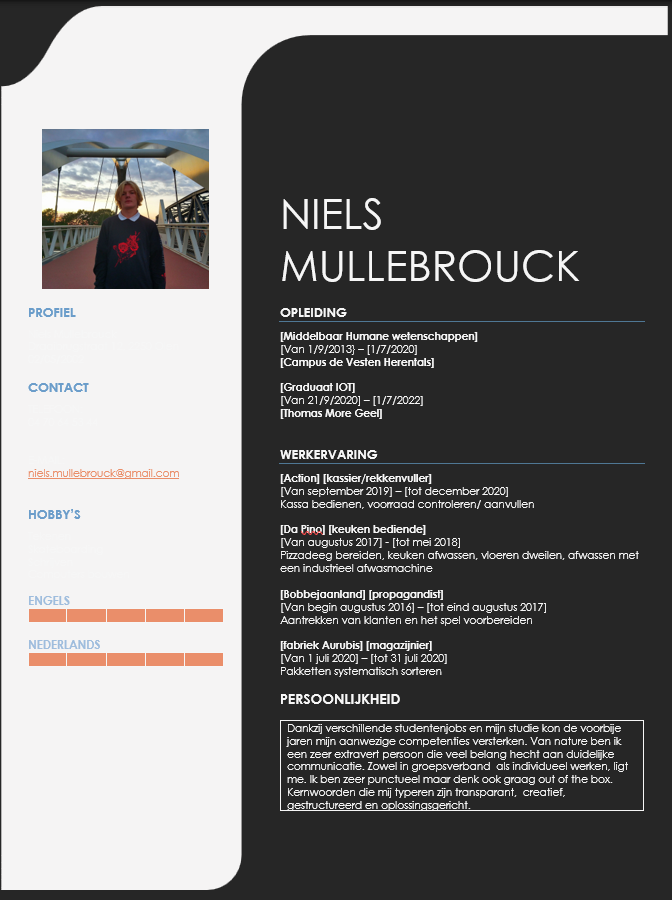 NIELS
MULLEBROUCK
PROFIEL
CONTACT
niels.mullebrouck@gmail.com
HOBBY'S
ENGELS
NEDERLANDS
OPLEIDING
[Middelbaar Humane wetenschappen]
[Van 1/9/2013} – [1/7/2020]
[Campus de Vesten Herentals]
[Graduaat IOT]
[Van 21/9/2020] – [1/7/2022]
[Thomas More Geel]
WERKERVARING
[Action] [kassier/rekkenvuller]
[Van september 2019] – [tot december 2020]
Kassa bedienen, voorraad controleren/ aanvullen
[Da Pino] [keuken bediende]
[Van augustus 2017] - [tot mei 2018]
Pizzadeeg bereiden, keuken afwassen, vloeren dweilen, afwassen met
een industrieel afwasmachine
[Bobbejaanland] [propagandist]
[Van begin augustus 2016] – [tot eind augustus 2017]
Aantrekken van klanten en het spel voorbereiden
[fabriek Aurubis] [magazijnier]
[Van 1 juli 2020] – [tot 31 juli 2020]
Pakketten systematisch sorteren
PERSOONLIJKHEID
Dankzij verschillende studentenjobs en mijn studie kon de voorbije
jaren mijn aanwezige competenties versterken. Van nature ben ik
een zeer extravert persoon die veel belang hecht aan duidelijke
communicatie. Zowel in groepsverband als individueel werken, ligt
me. Ik ben zeer punctueel maar denk ook graag out of the box.
Kernwoorden die mij typeren zijn transparant, creatief,
gestructureerd en oplossingsgericht.